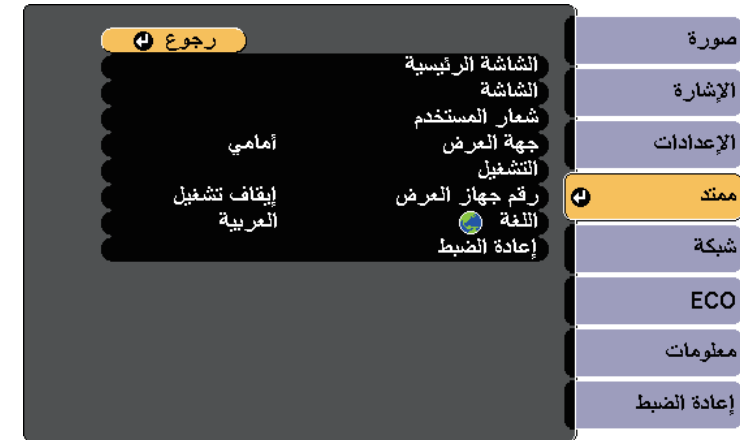 صورة
الإشارة
الإعدادات
ممتد
شبكة
ECO
معلومات
إعادة الضبط
رجوع
الشاشة الرئيسية
الشاشة
شعار المستخدم
جهة العرض أمامي
التشغيل
رقم جهاز العرض إيقاف تشغيل
اللغة العربية
إعادة الضبط